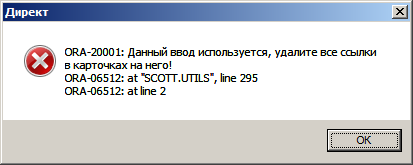 Директ
ORA-20001: Данный ввод используется, удалите все ссылки
в карточках на него!
ORA-06512: at "SCOTT.UTILS", line 295
ORA-06512: at line 2
OK